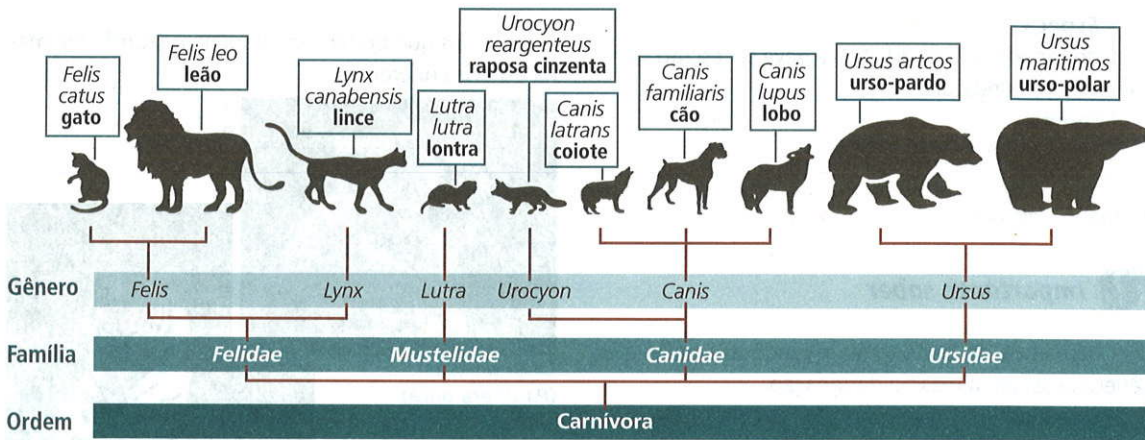 Felis
catus
gato
Felis leo
leão
Lynx
canabensis
lince
Lutra
lutra
lontra
Urocyon
reargenteus
raposa cinzenta
Canis
latrans
coiote
Canis
familiaris
cão
Canis
lupus
lobo
Ursus artcos
urso-pardo
Ursus
maritimos
urso-polar
Gênero
Felis
Lynx
Lutra
Urocyon
Canis
Ursus
Família
Felidae
Mustelidae
Canidae
Ursidae
Ordem
Carnívora